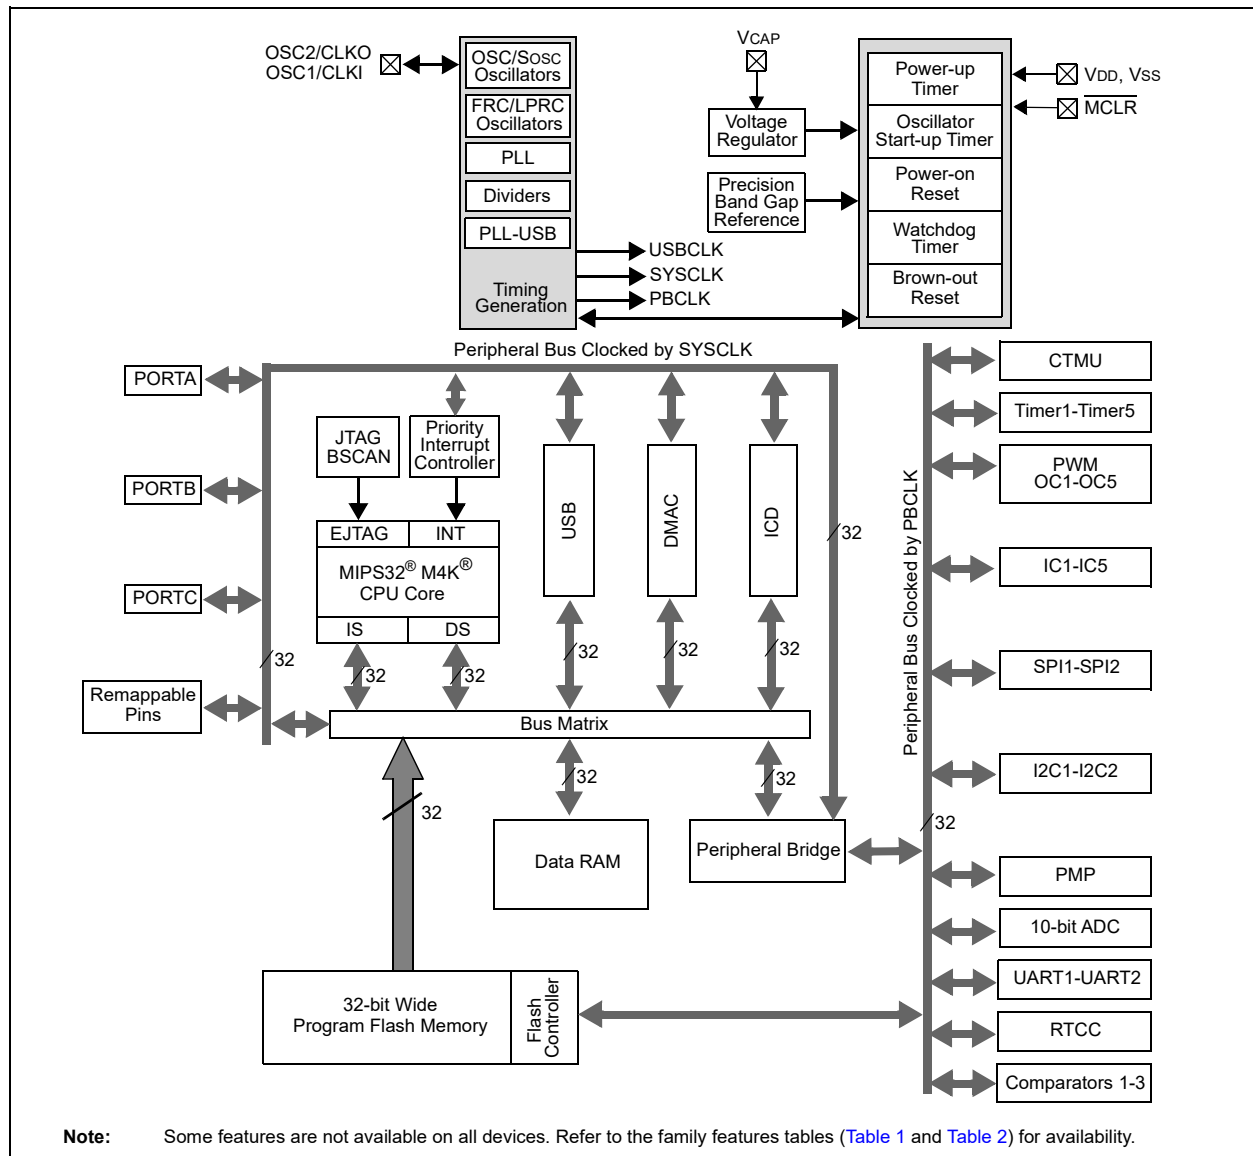 OSC2/CLKO
OSC1/CLKI
OSC/SOSC
Oscillators
FRC/LPRC
Oscillators
PLL
Dividers
PLL-USB
Timing
Generation
USBCLK
SYSCLK
PBCLK
VCAP
Voltage
Regulator
Precision
Band Gap
Reference
Power-up
Timer
Oscillator
Start-up Timer
Power-on
Reset
Watchdog
Timer
Brown-out
Reset
VDD, VSS
MCLR
Peripheral Bus Clocked by SYSCLK
PORTA
PORTB
PORTC
Remappable
Pins
32
JTAG
BSCAN
Priority
Interrupt
Controller
EJTAG
INT
MIPS32® M4K®
CPU Core
IS
DS
32
32
USB
32
DMAC
32
ICD
32
32
Bus Matrix
32
32
32
Data RAM
Peripheral Bridge
32-bit Wide
Program Flash Memory
Flash
Controller
Peripheral Bus Clocked by PBCLK
32
CTMU
Timer1-Timer5
PWM
OC1-OC5
IC1-IC5
SPI1-SPI2
I2C1-I2C2
PMP
10-bit ADC
UART1-UART2
RTCC
Comparators 1-3
Note: Some features are not available on all devices. Refer to the family features tables (Table 1 and Table 2) for availability.